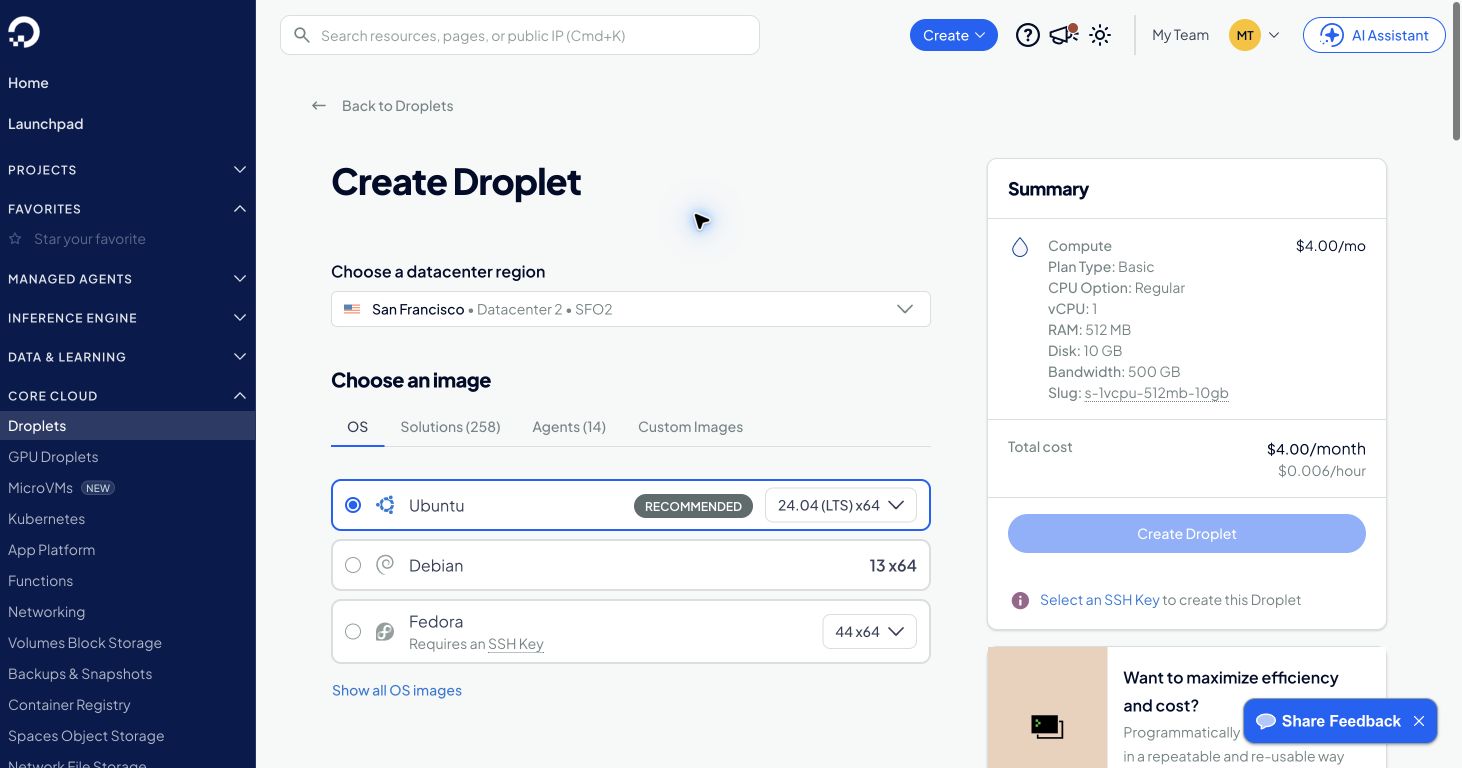 Search resources, pages, or public IP (Cmd+K)
Create
My Team
MT
AI Assistant
Home
Launchpad
PROJECTS
FAVORITES
Star your favorite
MANAGED AGENTS
INFERENCE ENGINE
DATA & LEARNING
CORE CLOUD
Droplets
GPU Droplets
MicroVMs NEW
Kubernetes
App Platform
Functions
Networking
Volumes Block Storage
Backups & Snapshots
Container Registry
Spaces Object Storage
Network File Storage
Back to Droplets
Create Droplet
Choose a datacenter region
San Francisco • Datacenter 2 • SFO2
Choose an image
OS Solutions (258) Agents (14) Custom Images
Ubuntu RECOMMENDED 24.04 (LTS) x64
Debian 13 x64
Fedora 44 x64
Requires an SSH Key
Show all OS images
Summary
Compute $4.00/mo
Plan Type: Basic
CPU Option: Regular
vCPU: 1
RAM: 512 MB
Disk: 10 GB
Bandwidth: 500 GB
Slug: s-1vcpu-512mb-10gb
Total cost $4.00/month
$0.006/hour
Create Droplet
Select an SSH Key to create this Droplet
Want to maximize efficiency
and cost?
Programmatically
in a repeatable and re-usable way
Share Feedback